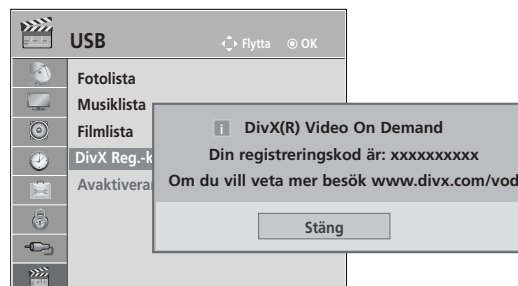 USB
Flytta OK
Fotolista
Musiklista
Filmlista
DivX Reg.-k
Avaktivera
i DivX(R) Video On Demand
Din registreringskod är: xxxxxxxxxx
Om du vill veta mer besök www.divx.com/vod
Stäng